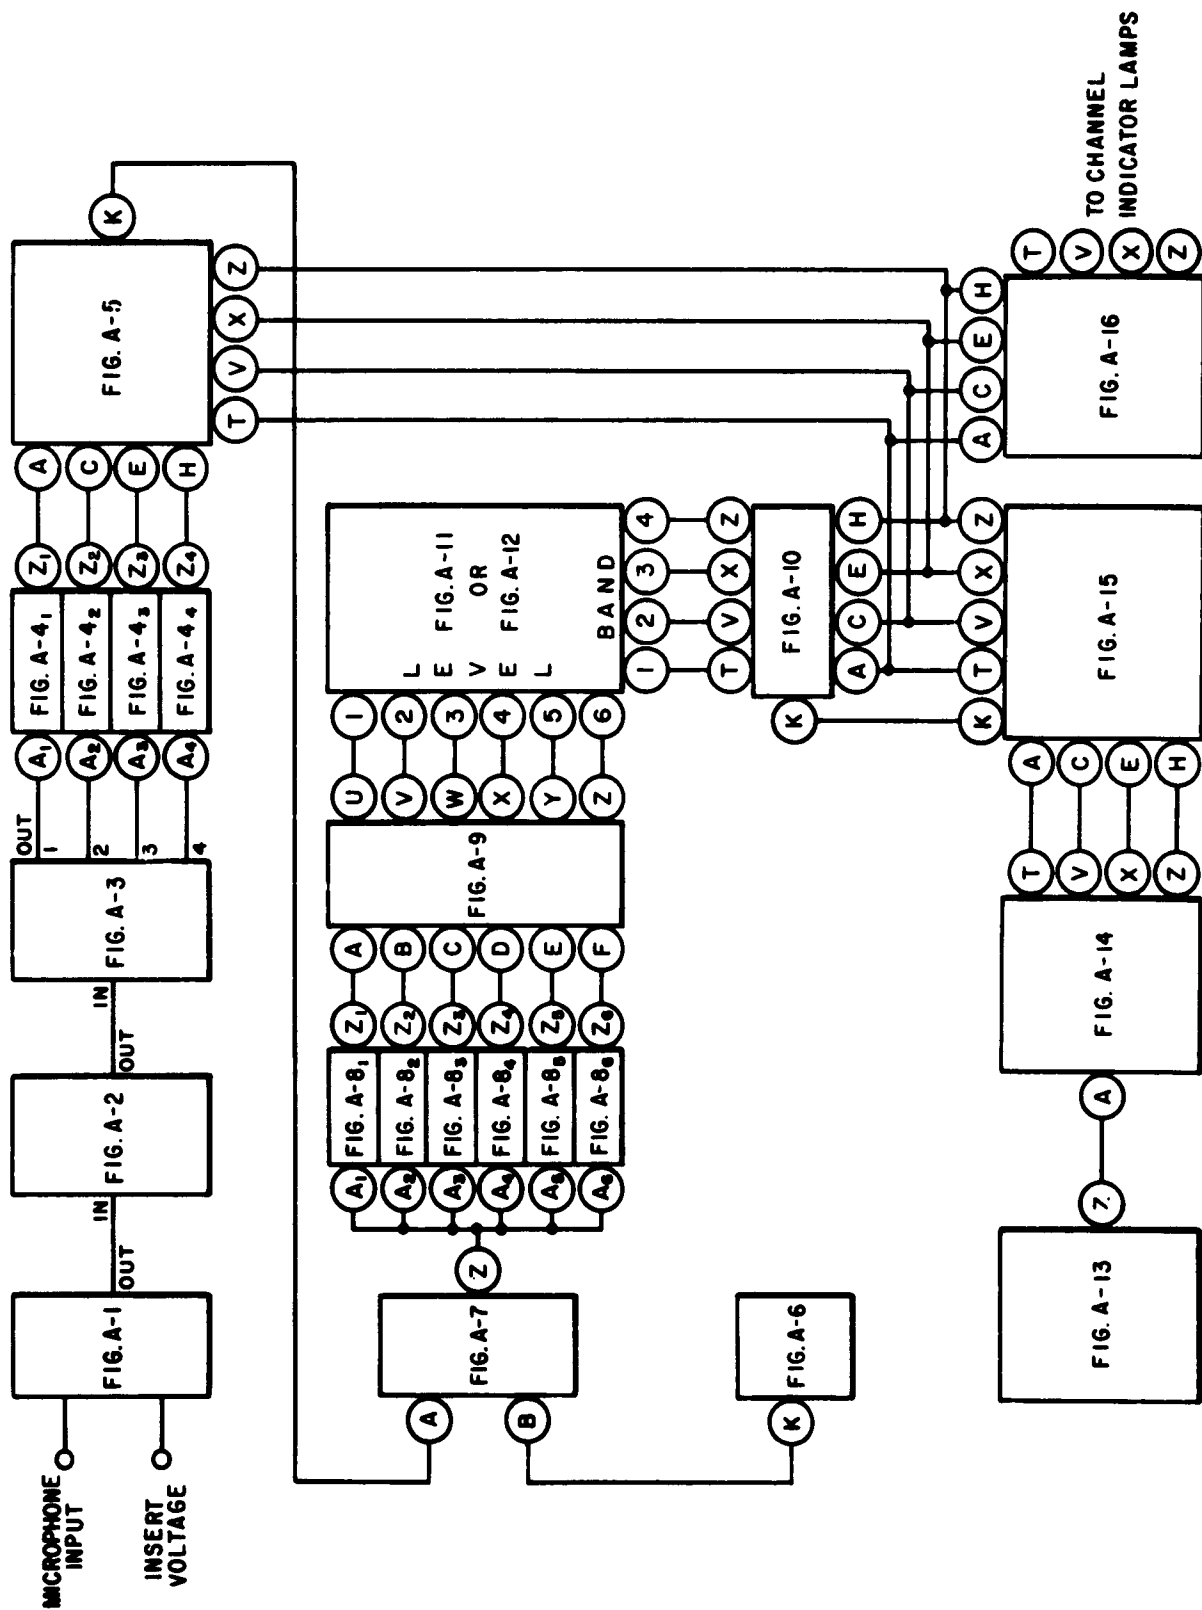 MICROPHONE
INPUT
INSERT
VOLTAGE
FIG. A-1
OUT
IN
FIG. A-2
OUT
IN
FIG. A-3
OUT
1
2
3
4
A₁
A₂
A₃
A₄
FIG. A-4₁
FIG. A-4₂
FIG. A-4₃
FIG. A-4₄
Z₁
Z₂
Z₃
Z₄
A
C
E
H
FIG. A-5
K
T
V
X
Z
A
B
FIG. A-7
Z
A₁
A₂
A₃
A₄
A₅
A₆
FIG. A-8₁
FIG. A-8₂
FIG. A-8₃
FIG. A-8₄
FIG. A-8₅
FIG. A-8₆
Z₁
Z₂
Z₃
Z₄
Z₅
Z₆
A
B
C
D
E
F
FIG. A-9
U
V
W
X
Y
Z
1
2
3
4
5
6
LEVEL
FIG. A-11
OR
FIG. A-12
BAND
1
2
3
4
T
V
X
Z
K
FIG. A-10
A
C
E
H
K
FIG. A-6
FIG. A-13
Z
A
FIG. A-14
T
V
X
Z
A
C
E
H
K
T
V
X
Z
FIG. A-15
A
C
E
H
FIG. A-16
T
V
X
Z
TO CHANNEL
INDICATOR LAMPS